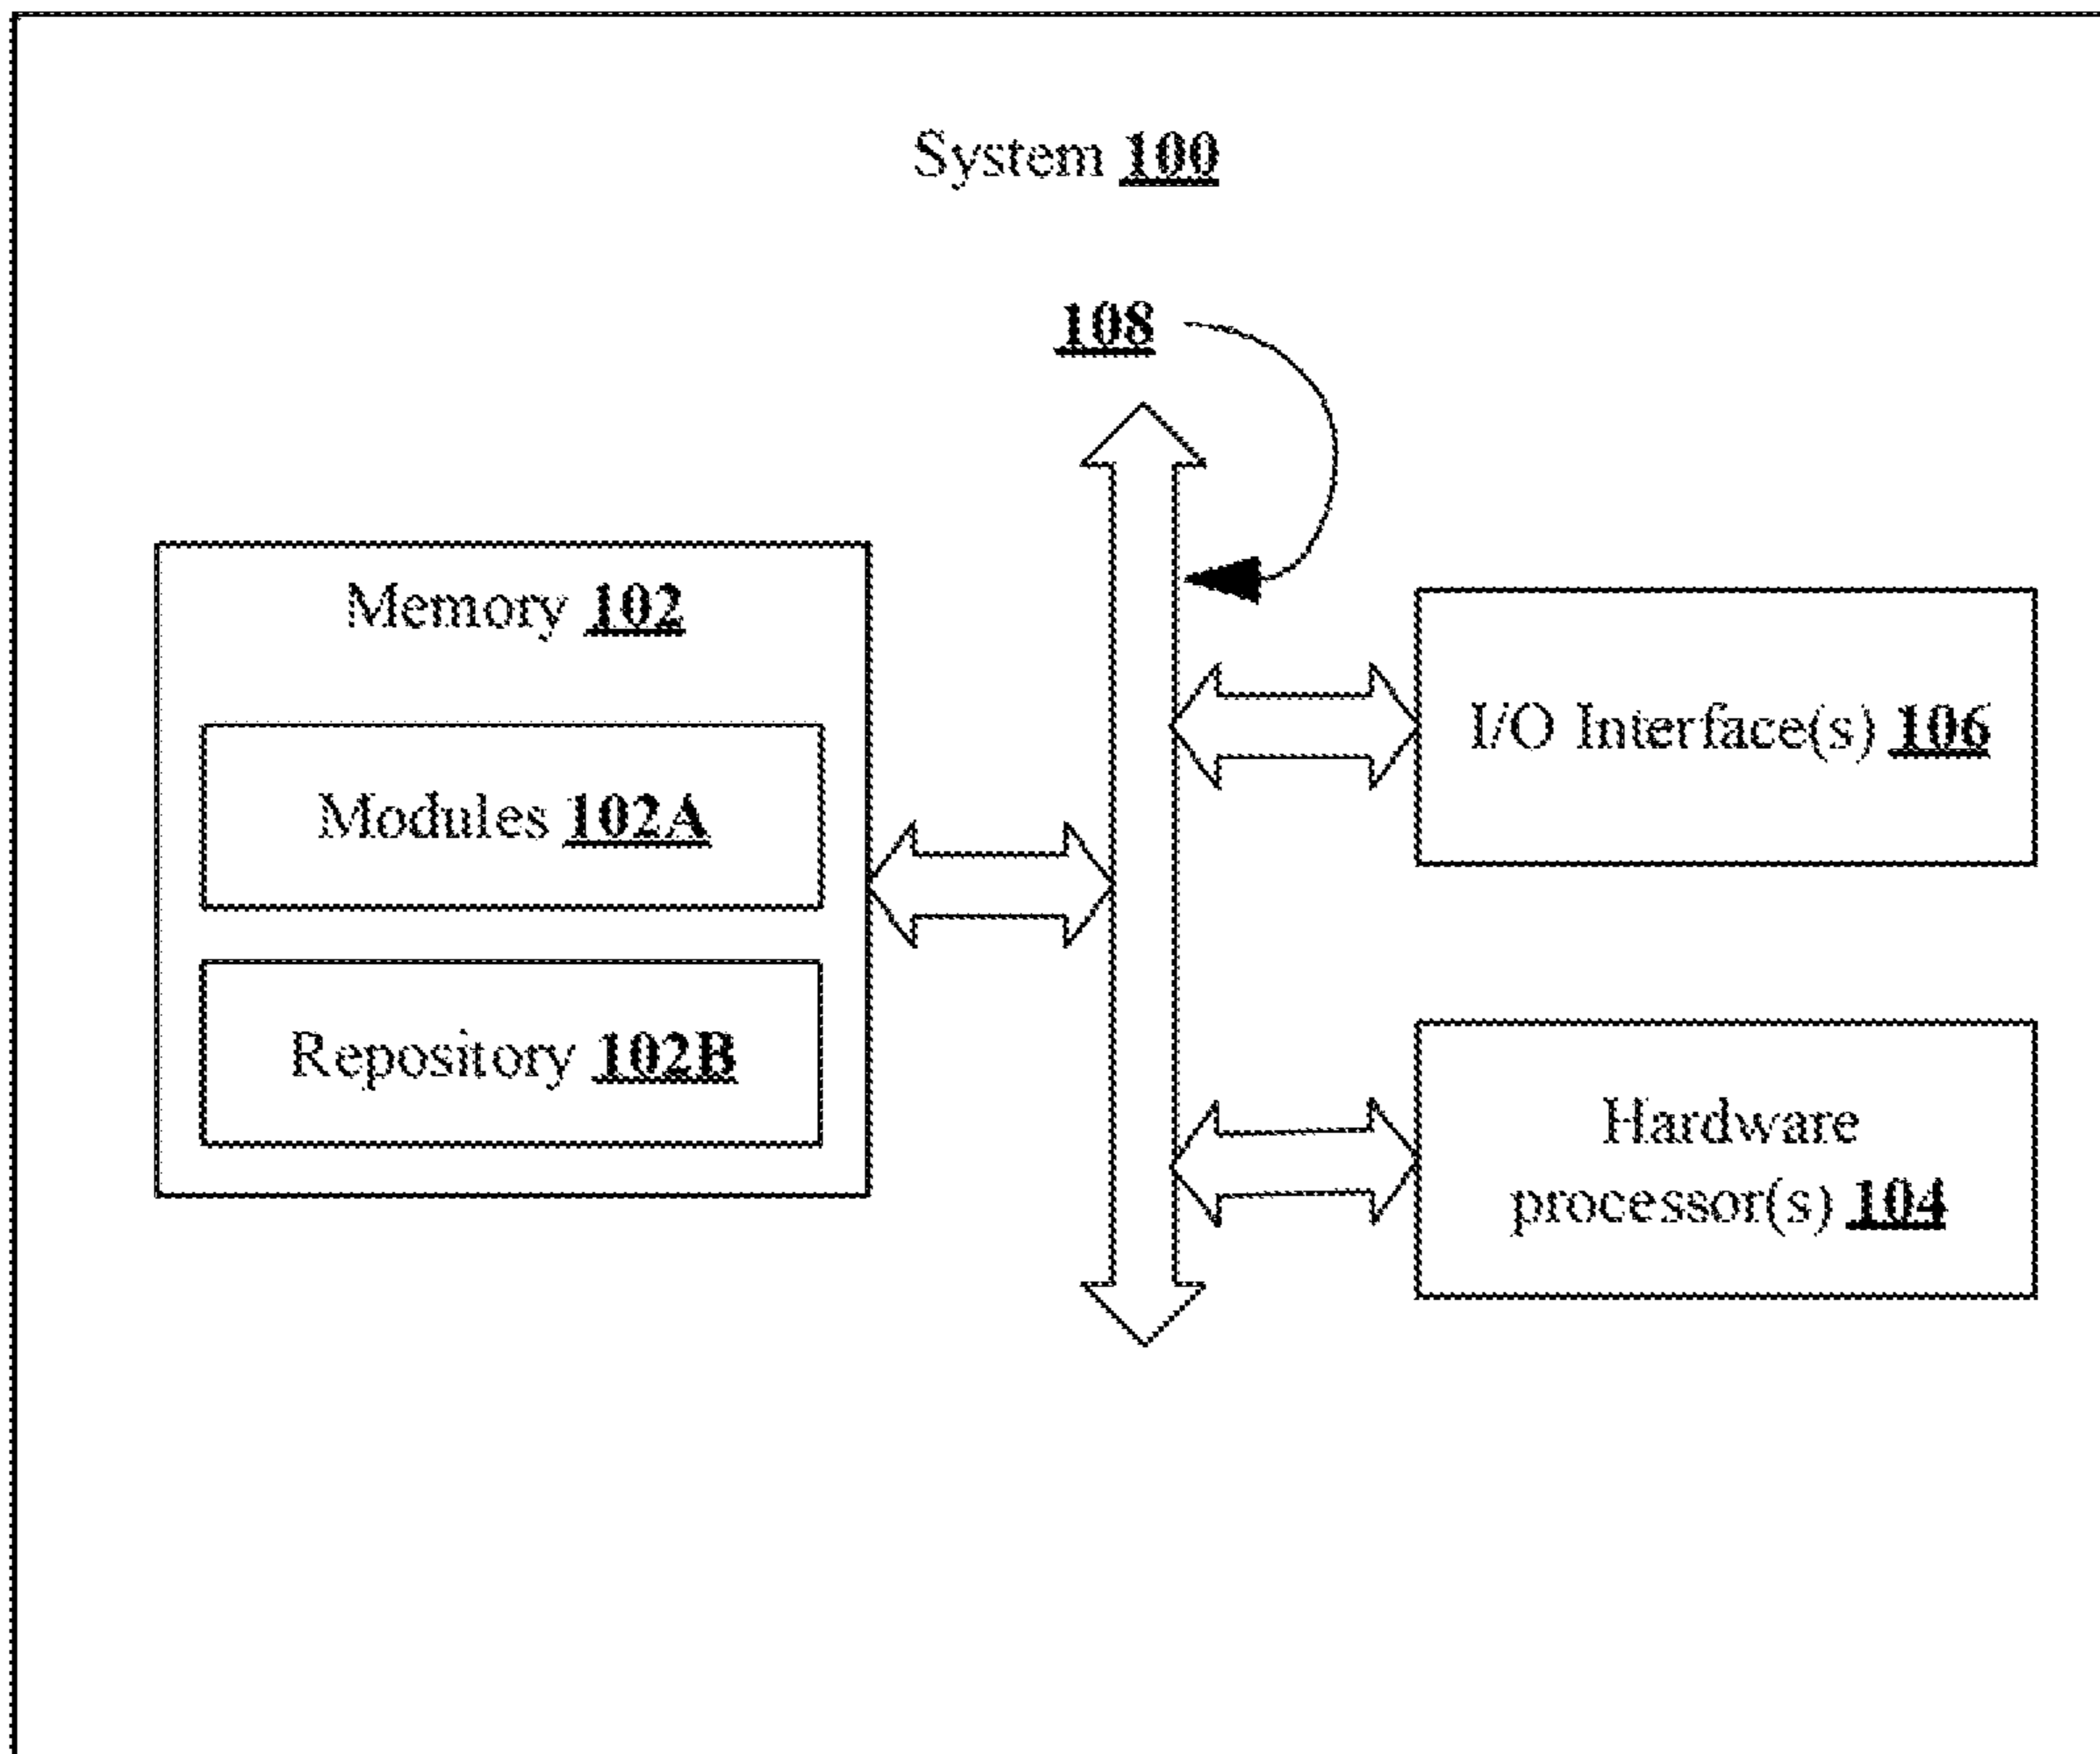 System 100
108
Memory 102
Modules 102A
Repository 102B
I/O Interface(s) 106
Hardware
processor(s) 104